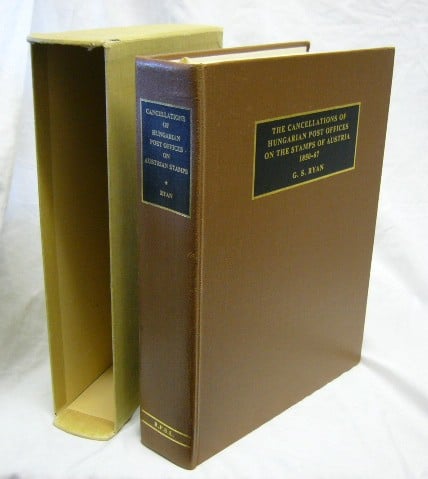 CANCELLATIONS
OF
HUNGARIAN
POST OFFICES
ON
AUSTRIAN STAMPS
RYAN
R.P.S.L.
THE CANCELLATIONS OF
HUNGARIAN POST OFFICES
ON THE STAMPS OF AUSTRIA
1850–67
G. S. RYAN